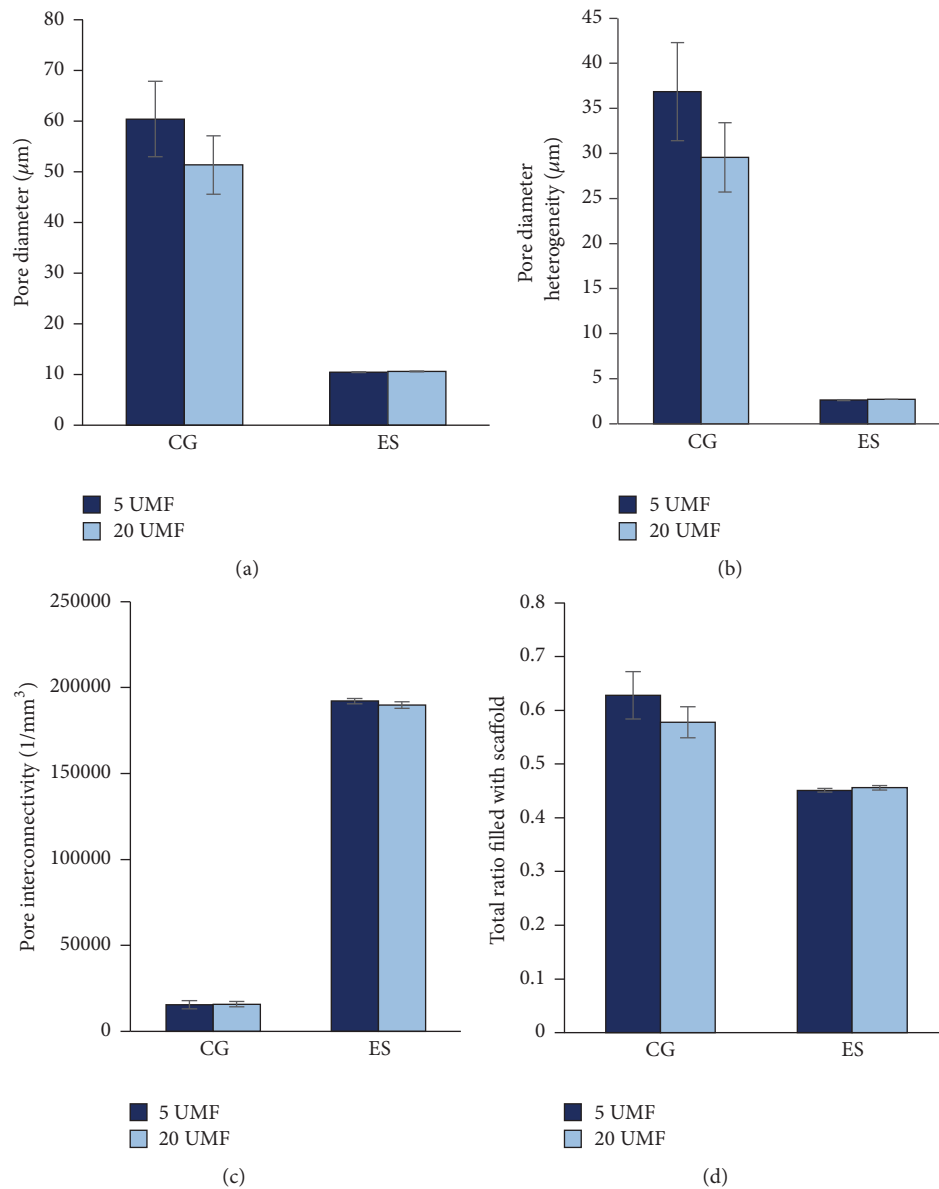 80
70
60
50
40
30
20
10
0
Pore diameter (μm)
CG
ES
5 UMF
20 UMF
(a)
45
40
35
30
25
20
15
10
5
0
Pore diameter
heterogeneity (μm)
CG
ES
5 UMF
20 UMF
(b)
250000
200000
150000
100000
50000
0
Pore interconnectivity (1/mm³)
CG
ES
5 UMF
20 UMF
(c)
0.8
0.7
0.6
0.5
0.4
0.3
0.2
0.1
0
Total ratio filled with scaffold
CG
ES
5 UMF
20 UMF
(d)